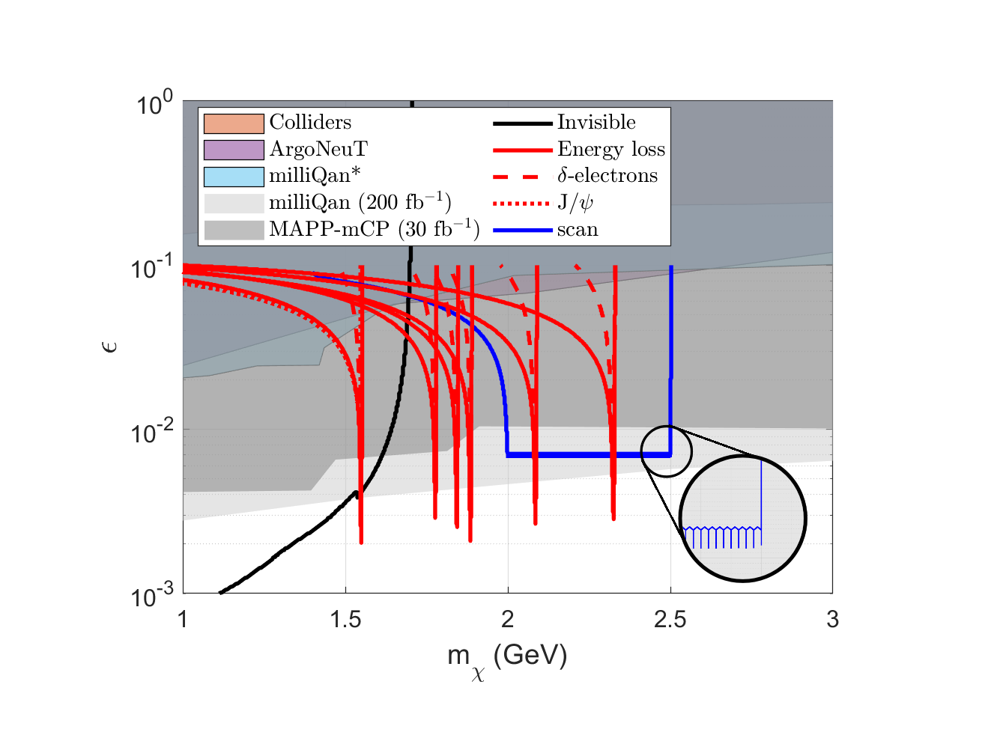 10^0
Colliders
ArgoNeuT
milliQan*
milliQan (200 fb⁻¹)
MAPP-mCP (30 fb⁻¹)
Invisible
Energy loss
δ-electrons
J/ψ
scan
10^-1
ϵ
10^-2
10^-3
1 1.5 2 2.5 3
m_χ (GeV)